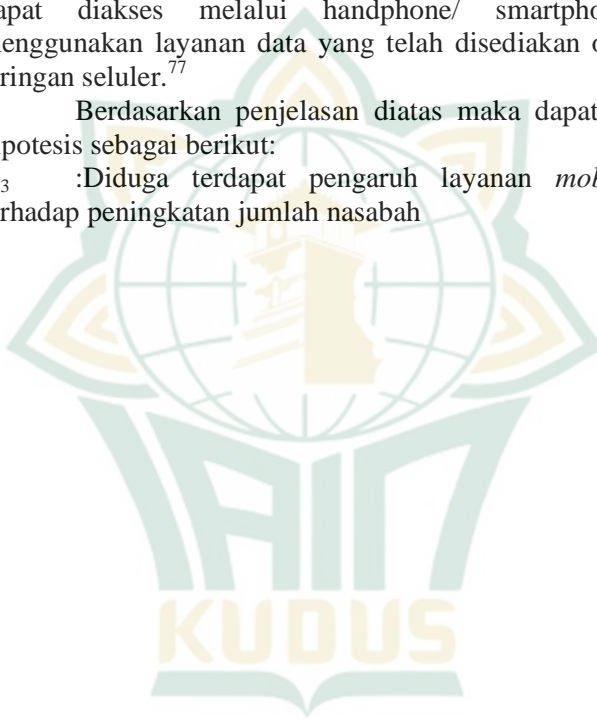 apat diakses melalui handphone/ smartpho
enggunakan layanan data yang telah disediakan o
ringan seluler.77
Berdasarkan penjelasan diatas maka dapat
potesis sebagai berikut:
3 :Diduga terdapat pengaruh layanan mob
rhadap peningkatan jumlah nasabah
IAIN
KUDUS